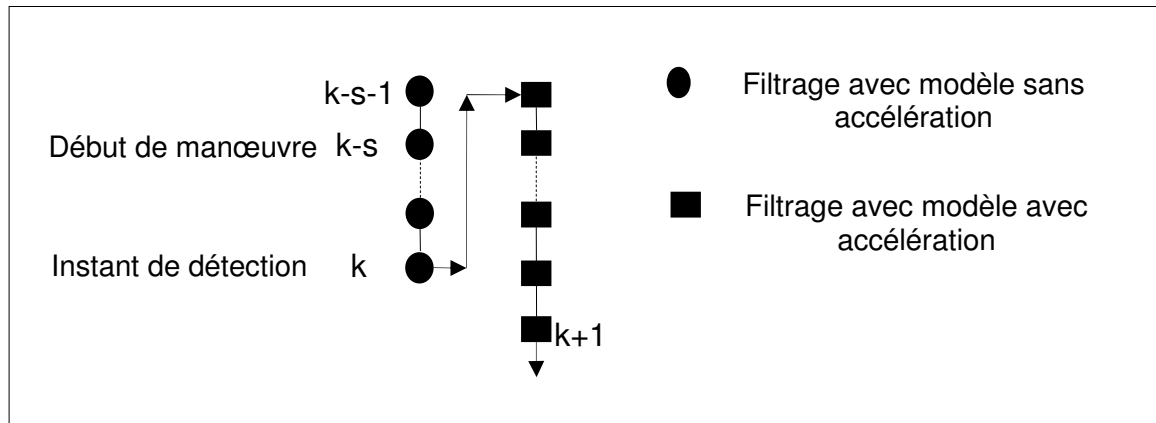 k-s-1
Début de manœuvre k-s
Instant de détection k
k+1
Filtrage avec modèle sans
accélération
Filtrage avec modèle avec
accélération